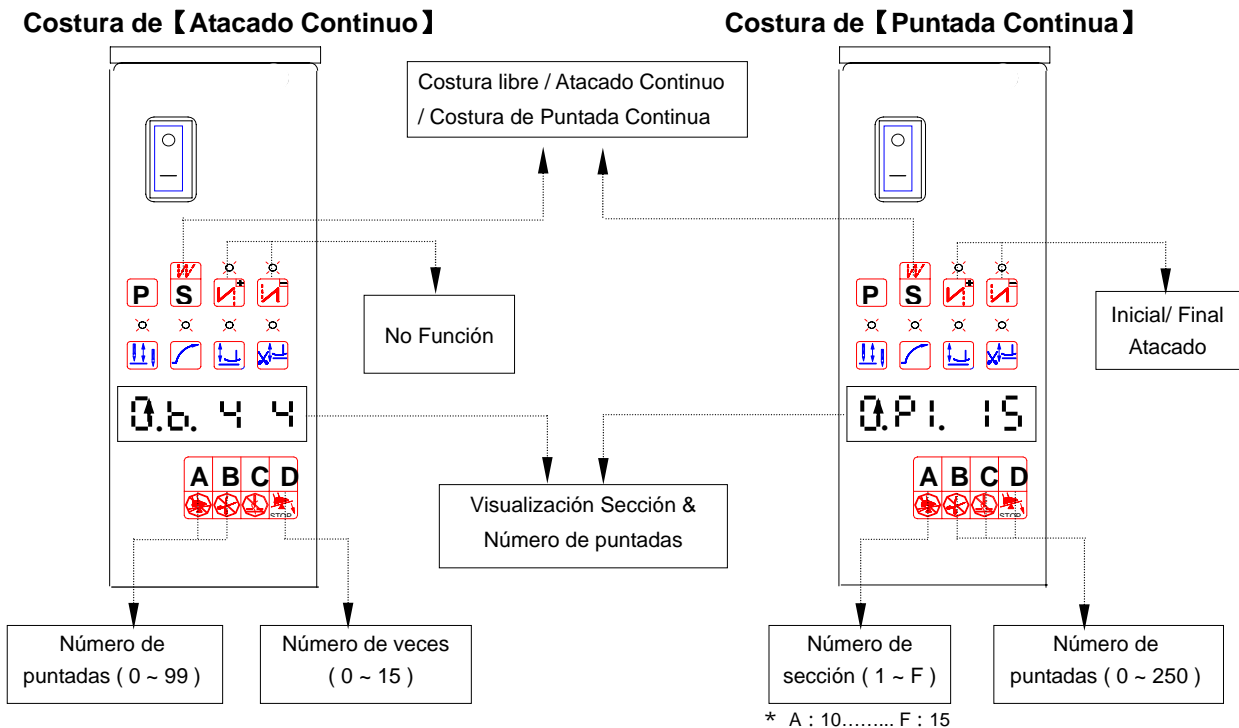 Costura de【Atacado Continuo】
Costura de【Puntada Continua】
Costura libre / Atacado Continuo
/ Costura de Puntada Continua
W
P S + −
No Función
W
P S + −
Inicial/ Final
Atacado
0.b. 4 4
0.P1. 15
A B C D
STOP
A B C D
STOP
Visualización Sección &
Número de puntadas
Número de
puntadas ( 0 ~ 99 )
Número de veces
( 0 ~ 15 )
Número de
sección ( 1 ~ F )
Número de
puntadas ( 0 ~ 250 )
* A : 10……... F : 15